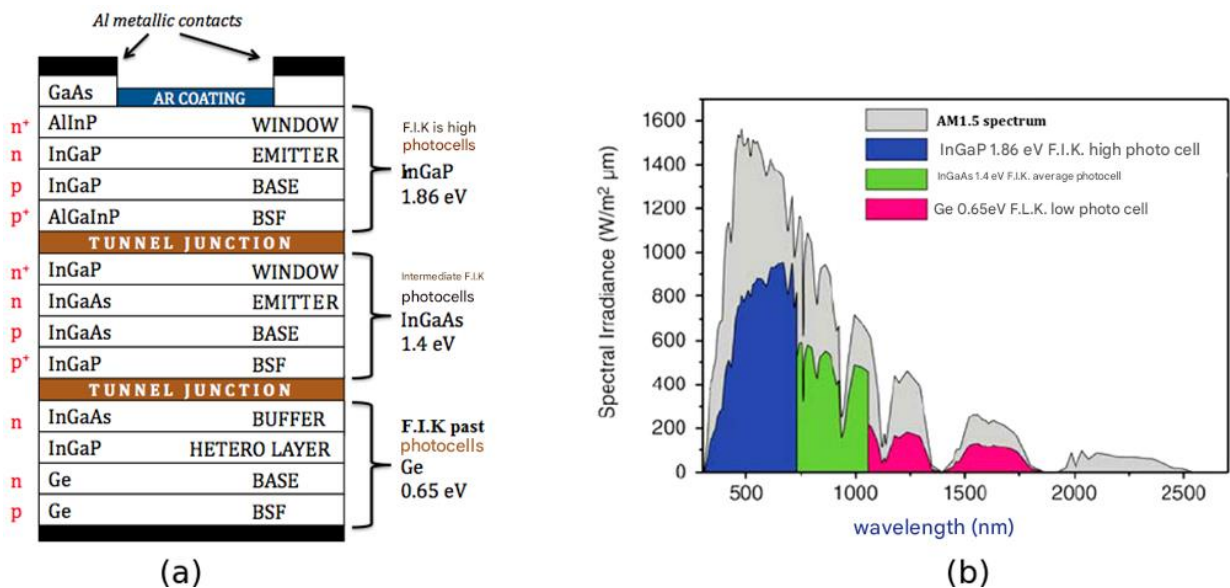 Al metallic contacts
GaAs
AR COATING
n⁺ AlInP WINDOW
n InGaP EMITTER
p InGaP BASE
p⁺ AlGaInP BSF
F.I.K is high
photocells
InGaP
1.86 eV
TUNNEL JUNCTION
n⁺ InGaP WINDOW
n InGaAs EMITTER
p InGaAs BASE
p⁺ InGaP BSF
Intermediate F.I.K
photocells
InGaAs
1.4 eV
TUNNEL JUNCTION
n InGaAs BUFFER
InGaP HETERO LAYER
n Ge BASE
p Ge BSF
F.I.K past
photocells
Ge
0.65 eV
(a)
Spectral Irradiance (W/m² µm)
1600
1400
1200
1000
800
600
400
200
0
AM1.5 spectrum
InGaP 1.86 eV F.I.K. high photo cell
InGaAs 1.4 eV F.I.K. average photocell
Ge 0.65eV F.L.K. low photo cell
500 1000 1500 2000 2500
wavelength (nm)
(b)